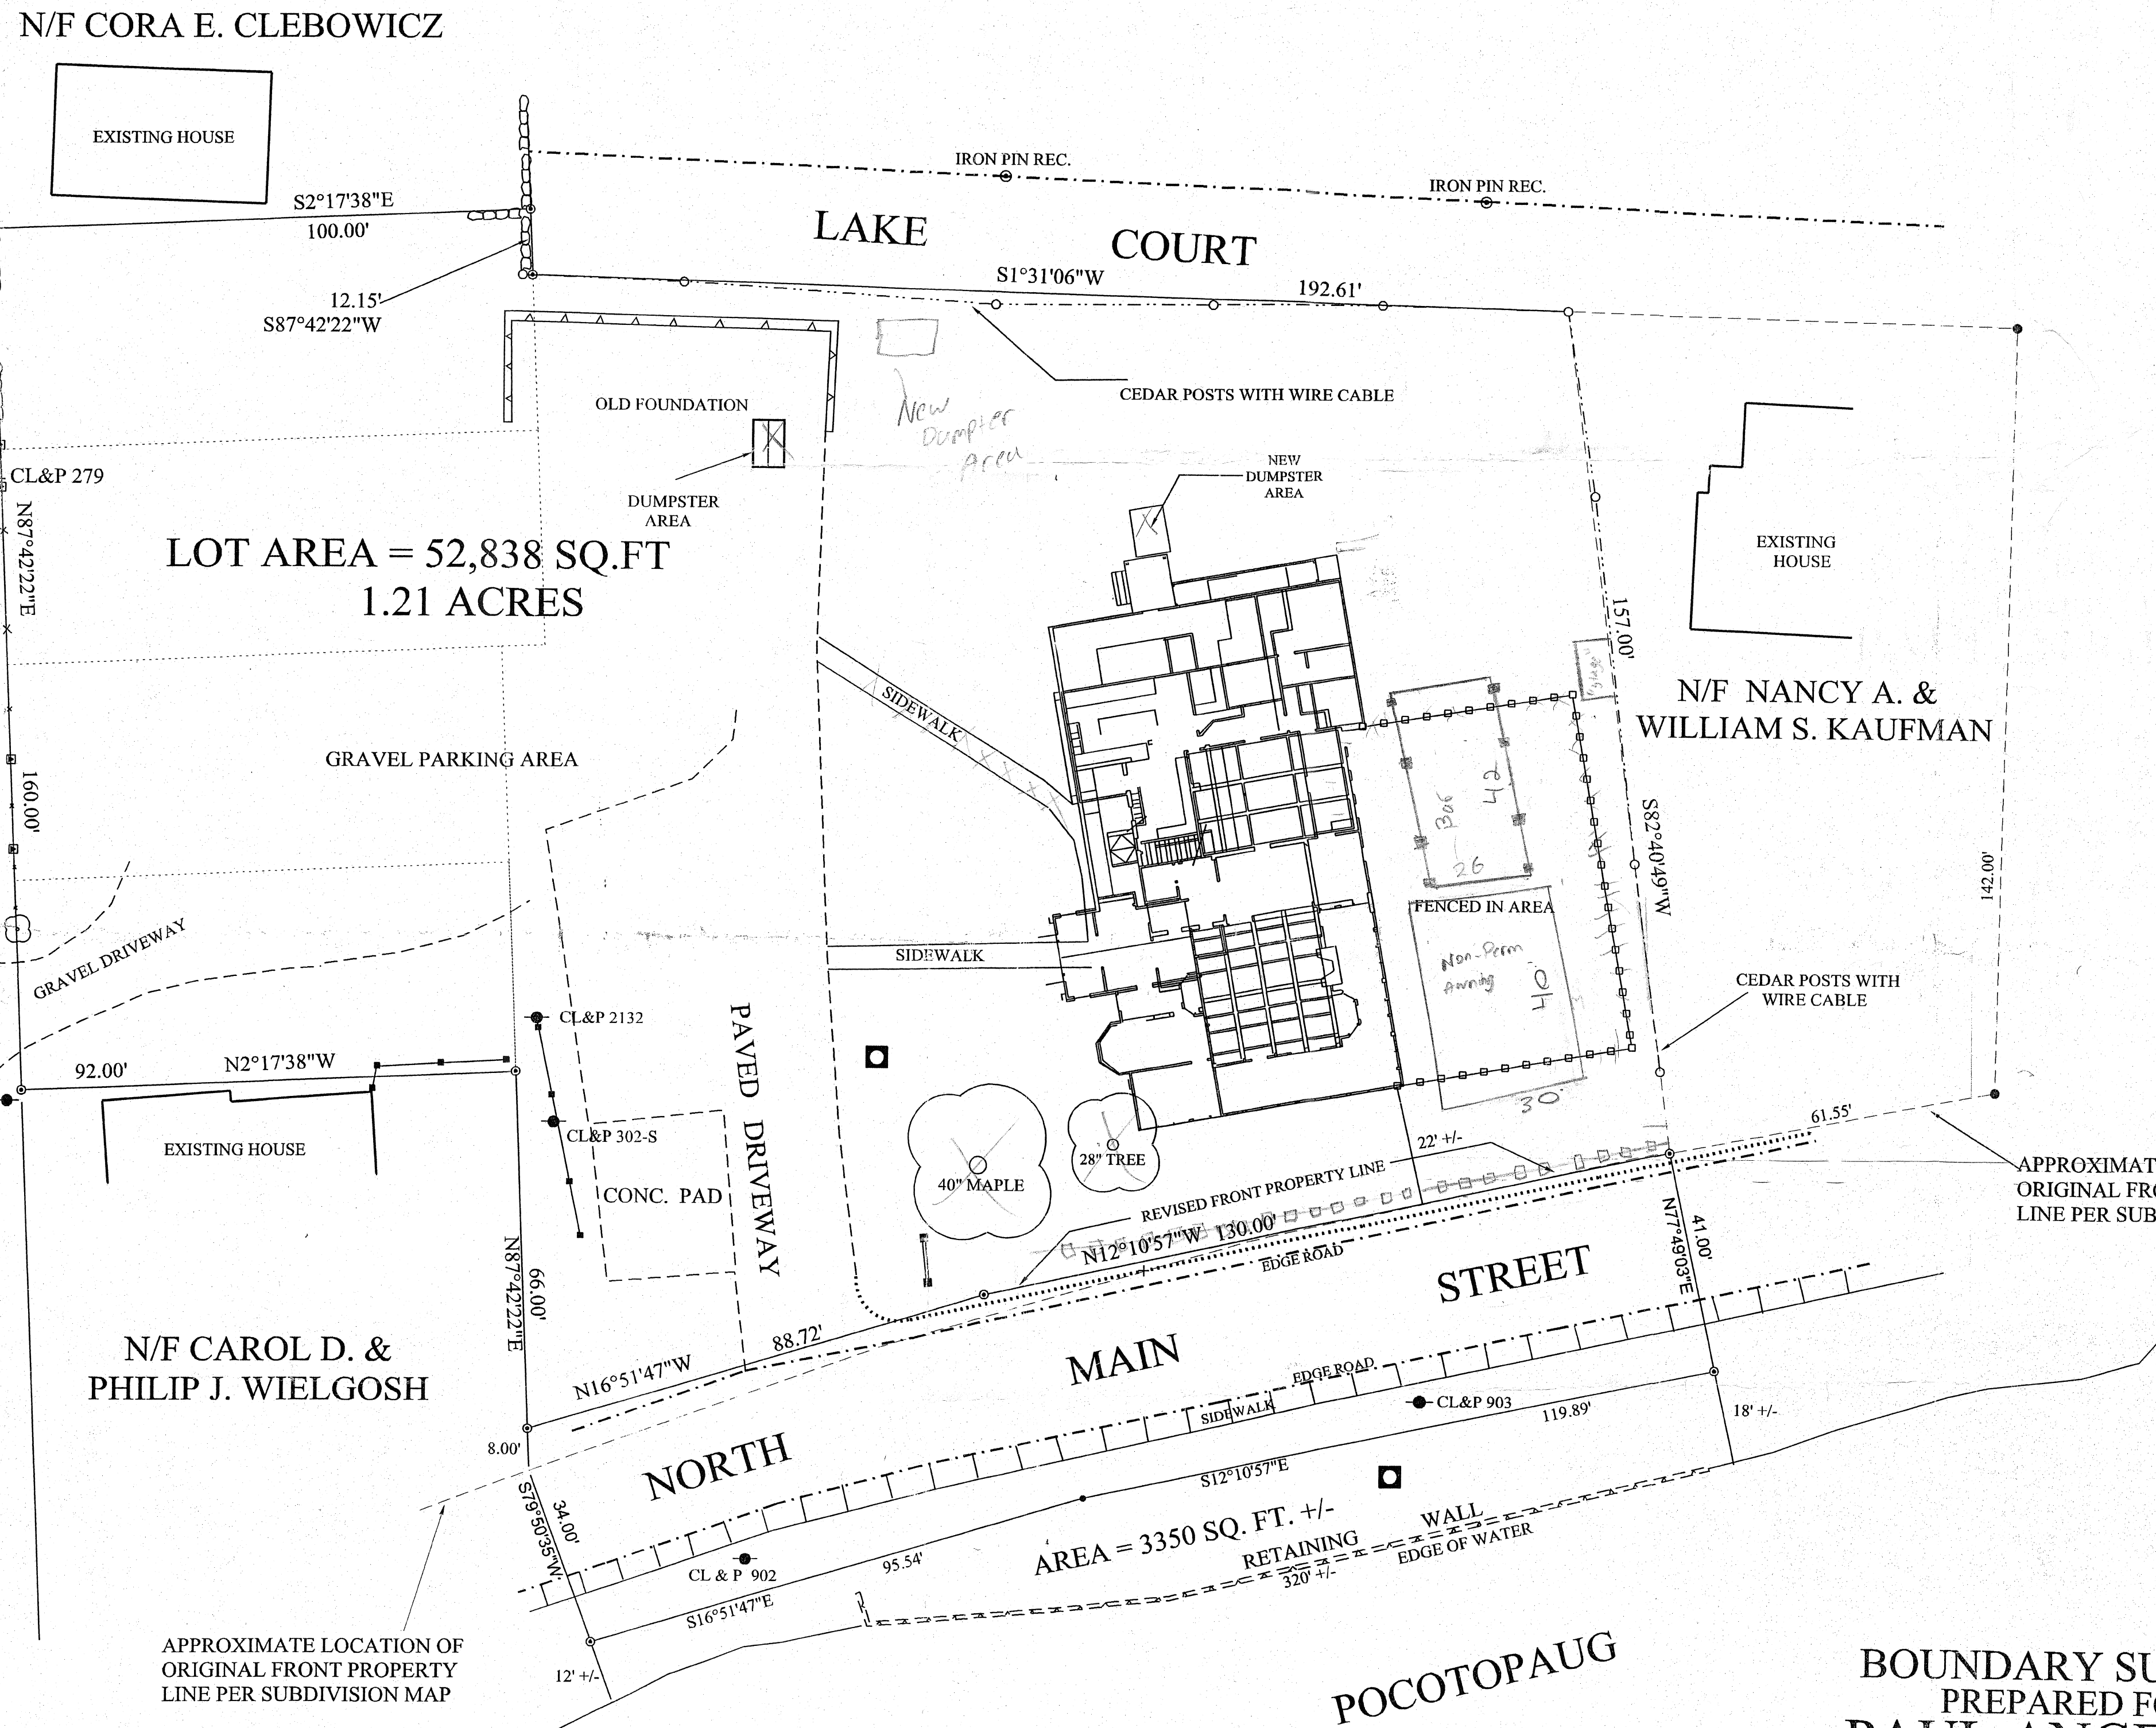 N/F CORA E. CLEBOWICZ
EXISTING HOUSE
S2°17'38"E
100.00'
12.15'
S87°42'22"W
IRON PIN REC.
IRON PIN REC.
LAKE COURT
S1°31'06"W 192.61'
CEDAR POSTS WITH WIRE CABLE
OLD FOUNDATION
New
Dumpter
Area
DUMPSTER
AREA
NEW
DUMPSTER
AREA
CL&P 279
N87°42'22"E
160.00'
LOT AREA = 52,838 SQ.FT
1.21 ACRES
EXISTING
HOUSE
157.00'
S82°40'49"W
"stage"
N/F NANCY A. &
WILLIAM S. KAUFMAN
142.00'
SIDEWALK
GRAVEL PARKING AREA
Bar
42
26
FENCED IN AREA
Non-Perm
Awning
40
30'
SIDEWALK
GRAVEL DRIVEWAY
CEDAR POSTS WITH
WIRE CABLE
CL&P 2132
PAVED DRIVEWAY
92.00'
N2°17'38"W
EXISTING HOUSE
CL&P 302-S
CONC. PAD
40" MAPLE
28" TREE
22' +/-
61.55'
REVISED FRONT PROPERTY LINE
N12°10'57"W 130.00'
EDGE ROAD
APPROXIMAT
ORIGINAL FRO
LINE PER SUB
N77°49'03"E
41.00'
N87°42'22"E
66.00'
N/F CAROL D. &
PHILIP J. WIELGOSH
N16°51'47"W
88.72'
NORTH MAIN STREET
EDGE ROAD
SIDEWALK
CL&P 903
119.89'
18' +/-
8.00'
S79°50'35"W
34.00'
S12°10'57"E
CL & P 902
95.54'
S16°51'47"E
AREA = 3350 SQ. FT. +/-
RETAINING WALL
320' +/-
EDGE OF WATER
12' +/-
APPROXIMATE LOCATION OF
ORIGINAL FRONT PROPERTY
LINE PER SUBDIVISION MAP
POCOTOPAUG
BOUNDARY SU
PREPARED FO